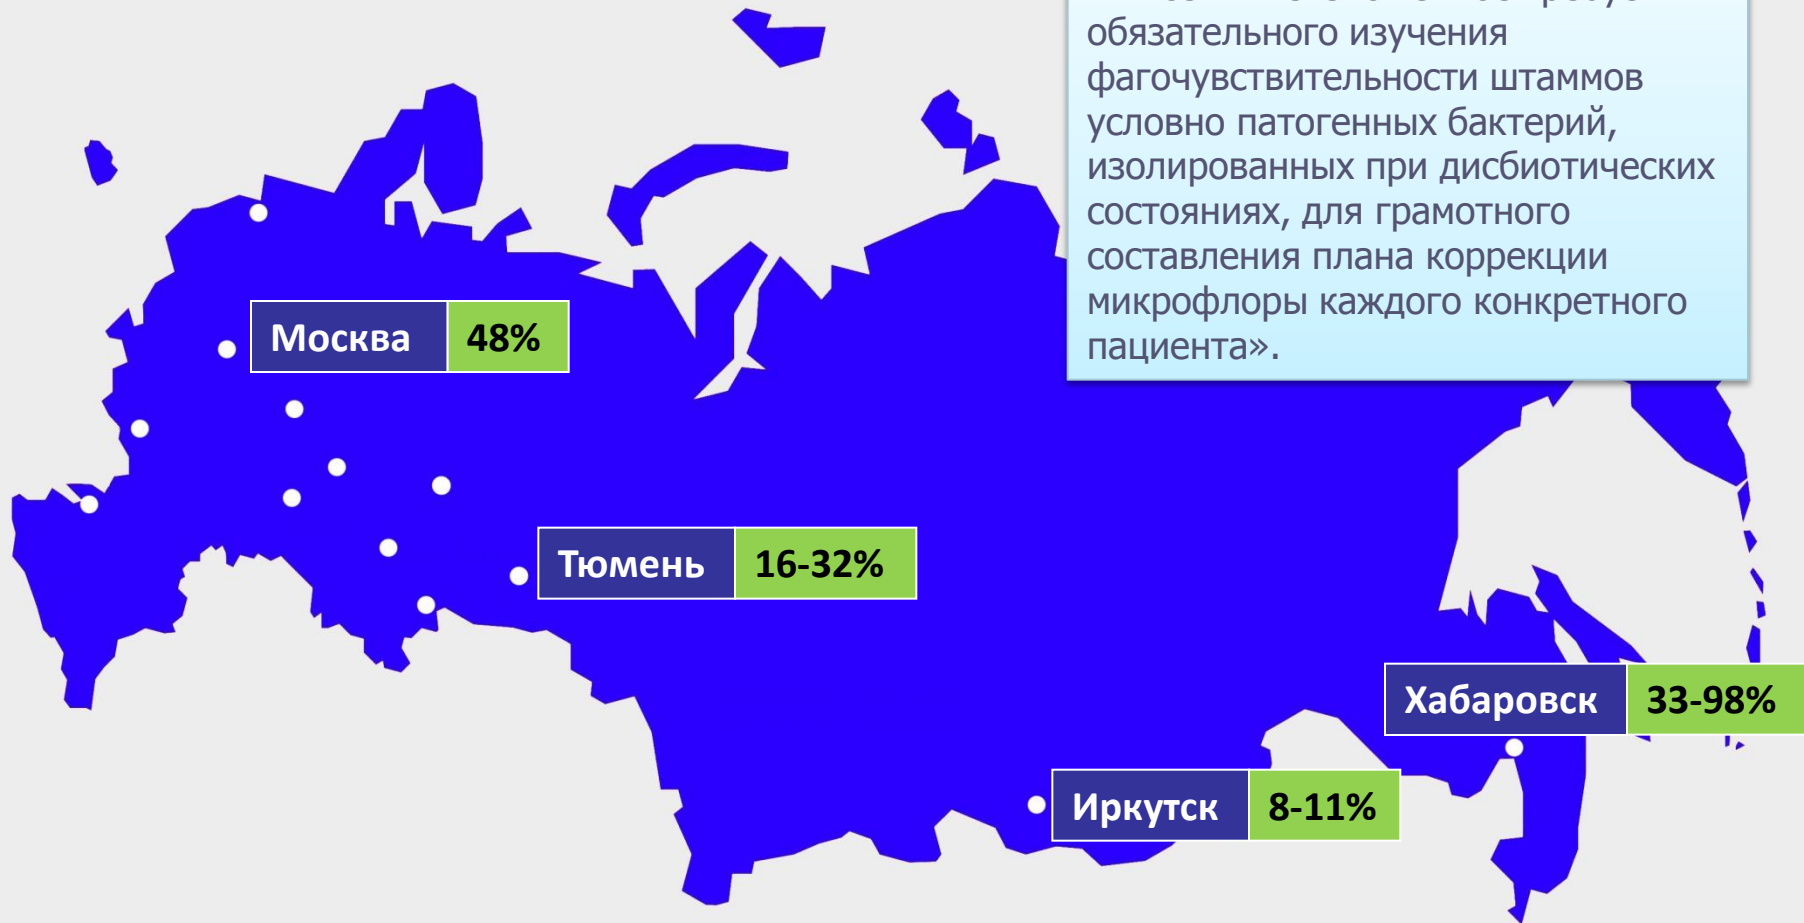 обязательного изучения
фагочувствительности штаммов
условно патогенных бактерий,
изолированных при дисбиотических
состояниях, для грамотного
составления плана коррекции
микрофлоры каждого конкретного
пациента».
Москва 48%
Тюмень 16-32%
Хабаровск 33-98%
Иркутск 8-11%